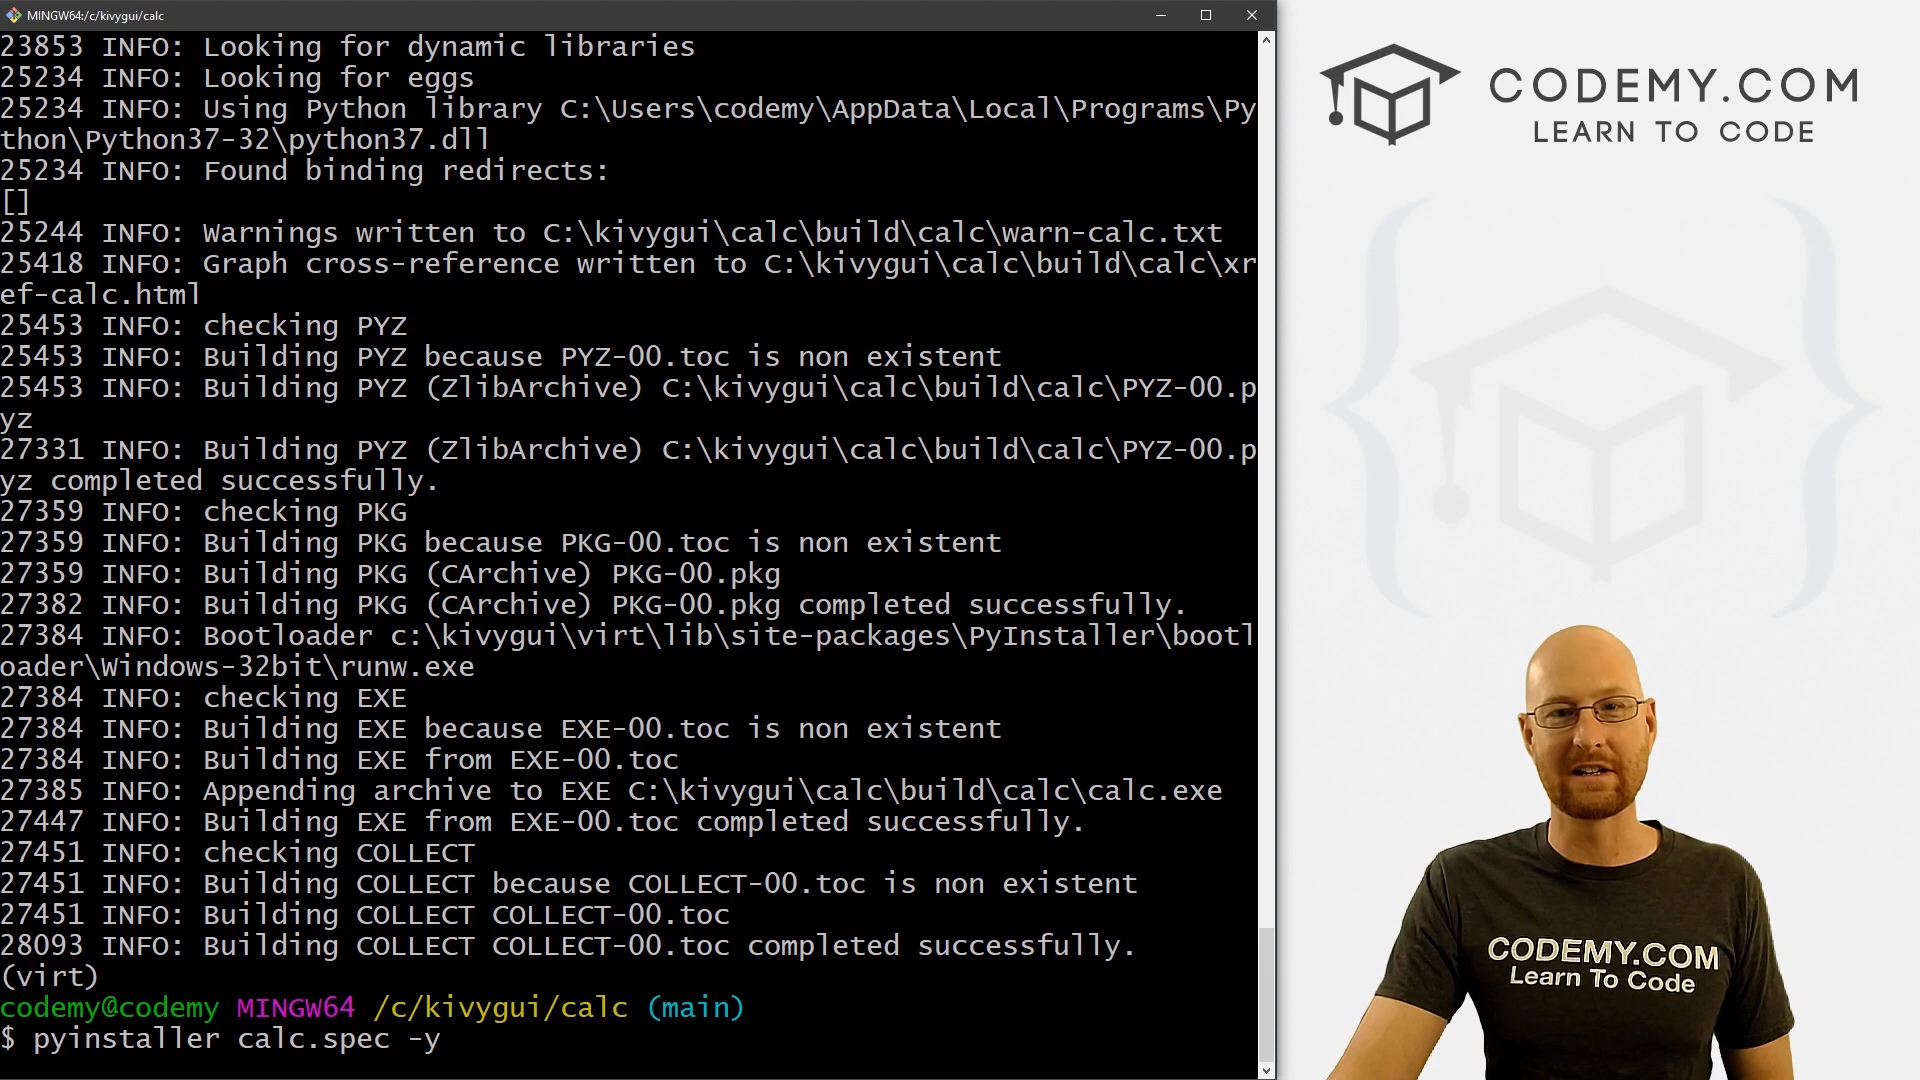 MINGW64:/c/kivygui/calc
23853 INFO: Looking for dynamic libraries
25234 INFO: Looking for eggs
25234 INFO: Using Python library C:\Users\codemy\AppData\Local\Programs\Py
thon\Python37-32\python37.dll
25234 INFO: Found binding redirects:
[]
25244 INFO: Warnings written to C:\kivygui\calc\build\calc\warn-calc.txt
25418 INFO: Graph cross-reference written to C:\kivygui\calc\build\calc\xr
ef-calc.html
25453 INFO: checking PYZ
25453 INFO: Building PYZ because PYZ-00.toc is non existent
25453 INFO: Building PYZ (ZlibArchive) C:\kivygui\calc\build\calc\PYZ-00.p
yz
27331 INFO: Building PYZ (ZlibArchive) C:\kivygui\calc\build\calc\PYZ-00.p
yz completed successfully.
27359 INFO: checking PKG
27359 INFO: Building PKG because PKG-00.toc is non existent
27359 INFO: Building PKG (CArchive) PKG-00.pkg
27382 INFO: Building PKG (CArchive) PKG-00.pkg completed successfully.
27384 INFO: Bootloader c:\kivygui\virt\lib\site-packages\PyInstaller\bootl
oader\Windows-32bit\runw.exe
27384 INFO: checking EXE
27384 INFO: Building EXE because EXE-00.toc is non existent
27384 INFO: Building EXE from EXE-00.toc
27385 INFO: Appending archive to EXE C:\kivygui\calc\build\calc\calc.exe
27447 INFO: Building EXE from EXE-00.toc completed successfully.
27451 INFO: checking COLLECT
27451 INFO: Building COLLECT because COLLECT-00.toc is non existent
27451 INFO: Building COLLECT COLLECT-00.toc
28093 INFO: Building COLLECT COLLECT-00.toc completed successfully.
(virt)
codemy@codemy MINGW64 /c/kivygui/calc (main)
$ pyinstaller calc.spec -y
CODEMY.COM
LEARN TO CODE
CODEMY.COM
Learn To Code